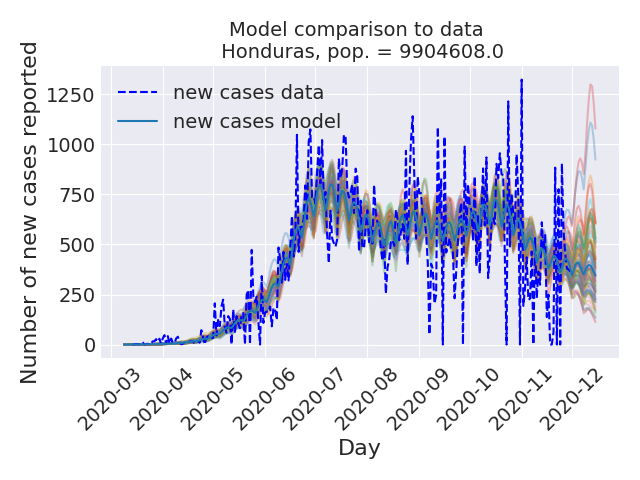 Model comparison to data
Honduras, pop. = 9904608.0
Number of new cases reported
1250
1000
750
500
250
0
new cases data
new cases model
2020-03
2020-04
2020-05
2020-06
2020-07
2020-08
2020-09
2020-10
2020-11
2020-12
Day